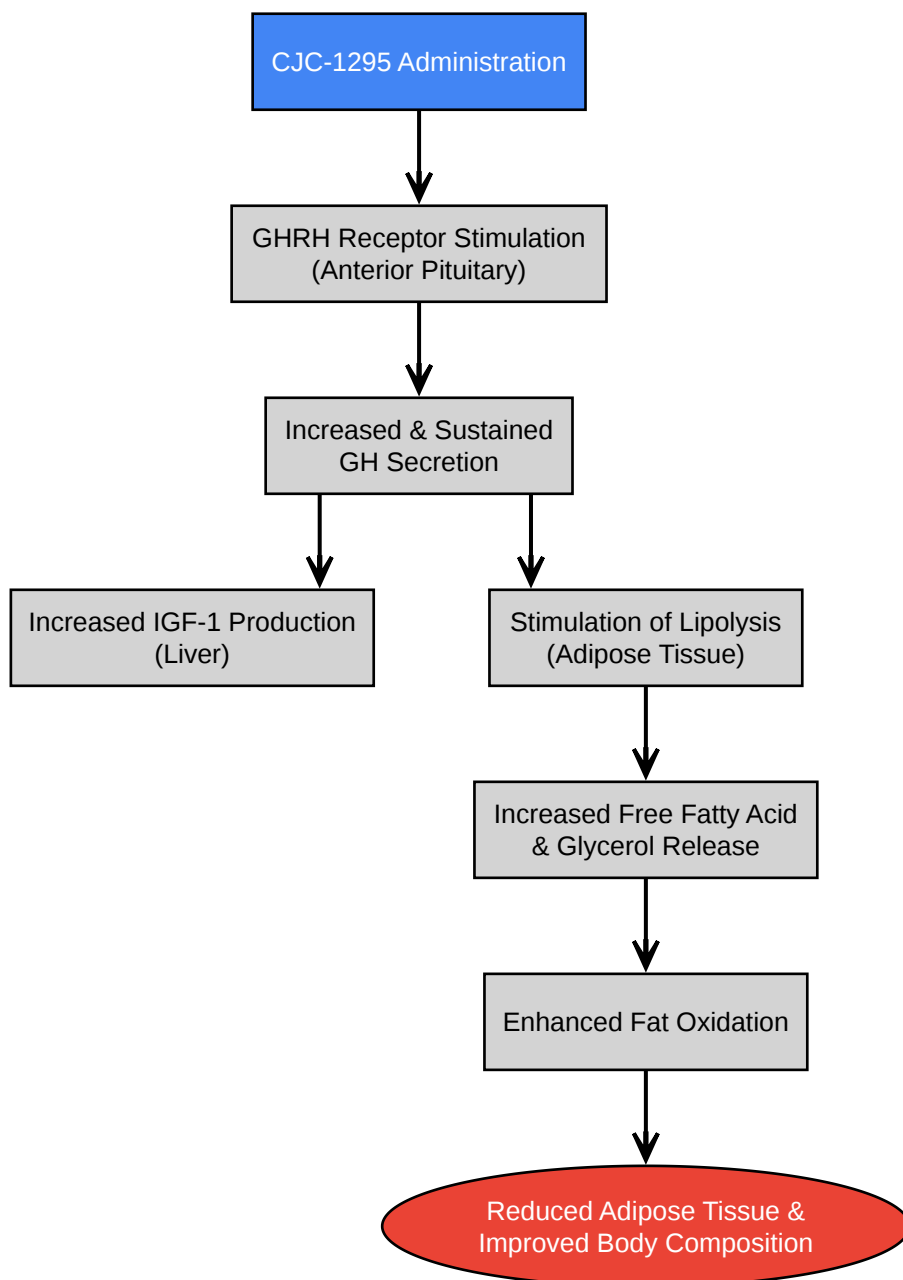 CJC-1295 Administration
GHRH Receptor Stimulation
(Anterior Pituitary)
Increased & Sustained
GH Secretion
Increased IGF-1 Production
(Liver)
Stimulation of Lipolysis
(Adipose Tissue)
Increased Free Fatty Acid
& Glycerol Release
Enhanced Fat Oxidation
Reduced Adipose Tissue &
Improved Body Composition